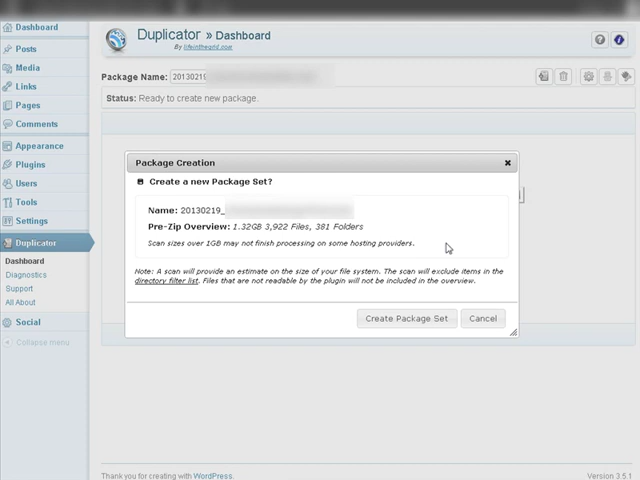 Dashboard
Posts
Media
Links
Pages
Comments
Appearance
Plugins
Users
Tools
Settings
Duplicator
Dashboard
Diagnostics
Support
All About
Social
Collapse menu
Duplicator » Dashboard
By lifeinthegrid.com
Package Name: 20130219
Status: Ready to create new package.
Package Creation
Create a new Package Set?
Name: 20130219_
Pre-Zip Overview: 1.32GB 3,922 Files, 381 Folders
Scan sizes over 1GB may not finish processing on some hosting providers.
Note: A scan will provide an estimate on the size of your file system. The scan will exclude items in the
directory filter list. Files that are not readable by the plugin will not be included in the overview.
Create Package Set
Cancel
Thank you for creating with WordPress.
Version 3.5.1